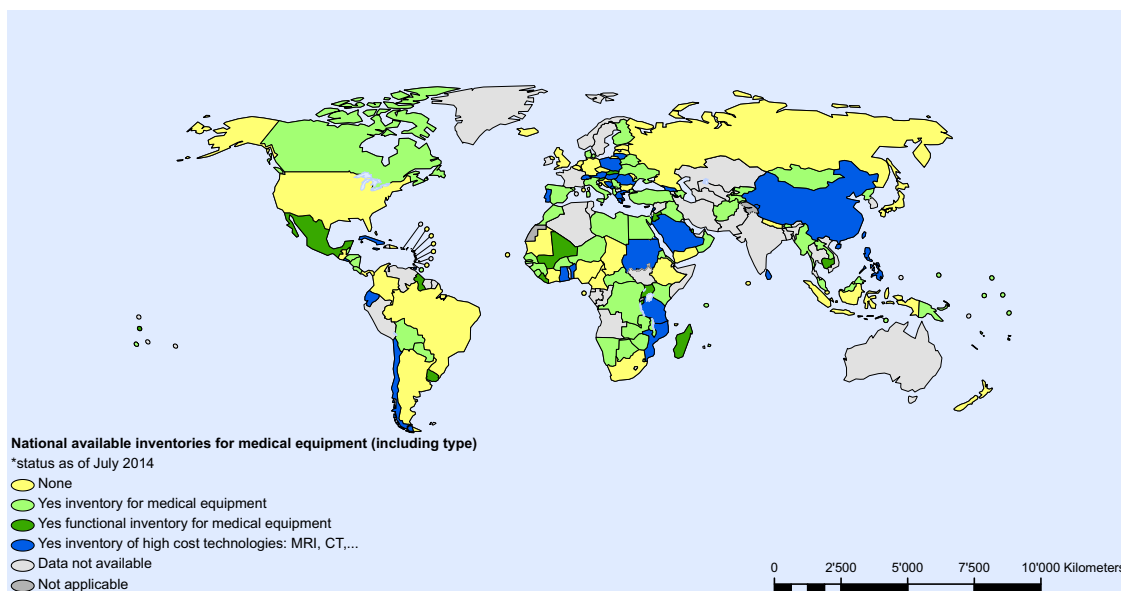 National available inventories for medical equipment (including type)
*status as of July 2014
None
Yes inventory for medical equipment
Yes functional inventory for medical equipment
Yes inventory of high cost technologies: MRI, CT,...
Data not available
Not applicable
0 2'500 5'000 7'500 10'000 Kilometers